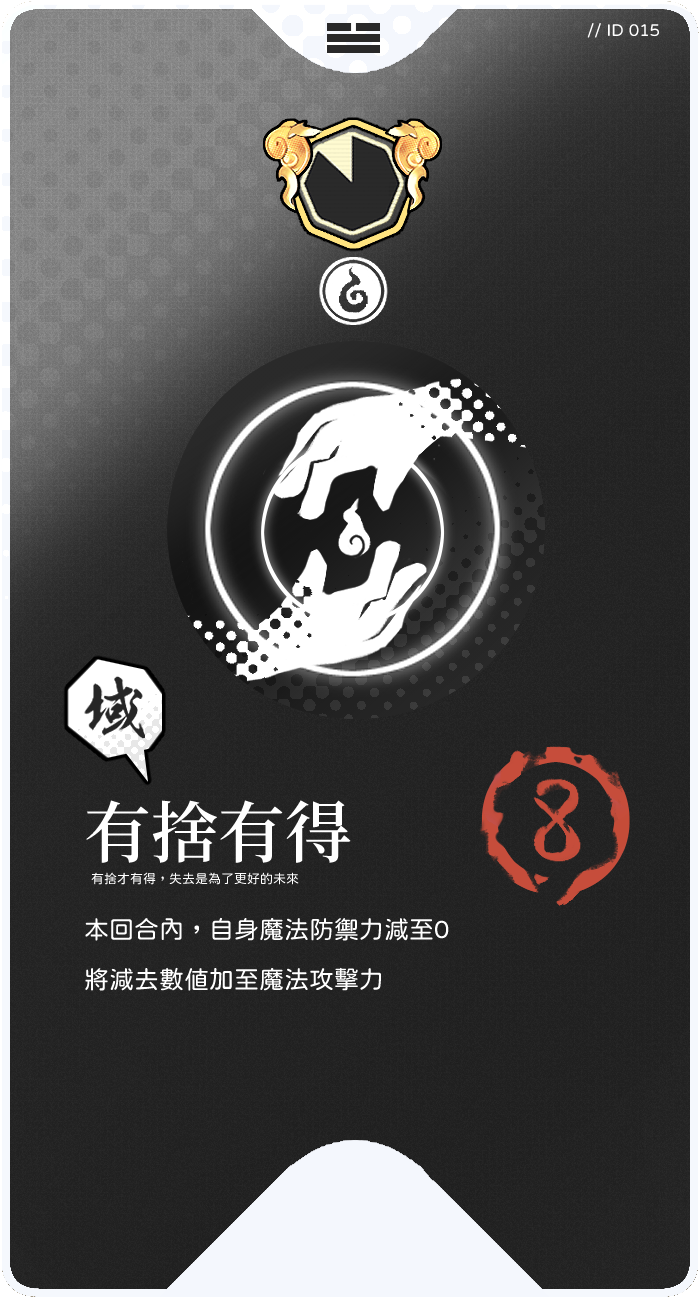 // ID 015
域
有捨有得
8
有捨才有得，失去是為了更好的未來
本回合內，自身魔法防禦力減至0
將減去數值加至魔法攻擊力